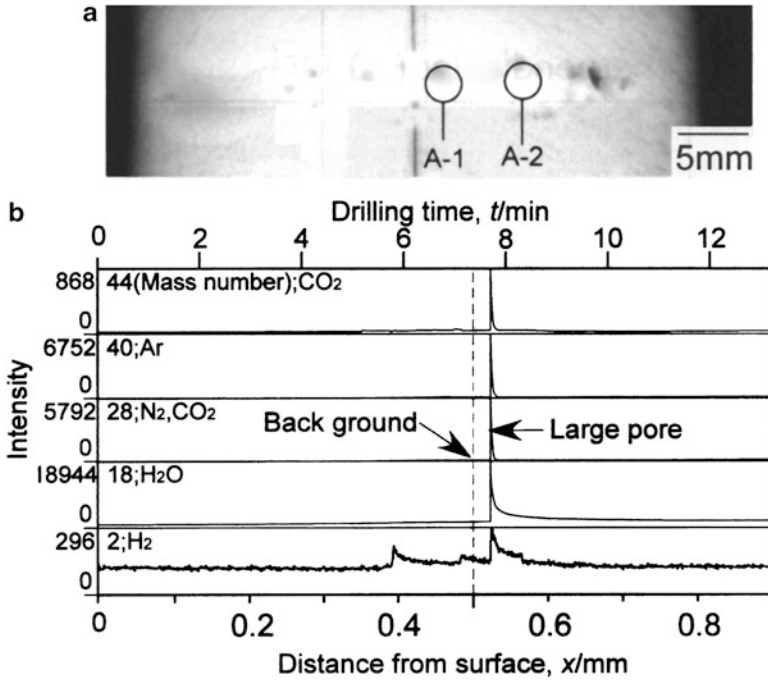 a
A-1 A-2
5mm
b
Drilling time, t/min
0 2 4 6 8 10 12
868 44(Mass number);CO₂
0
6752 40;Ar
0
5792 28;N₂,CO₂
Back ground
Large pore
0
18944 18;H₂O
0
296 2;H₂
0
Intensity
0 0.2 0.4 0.6 0.8
Distance from surface, x/mm